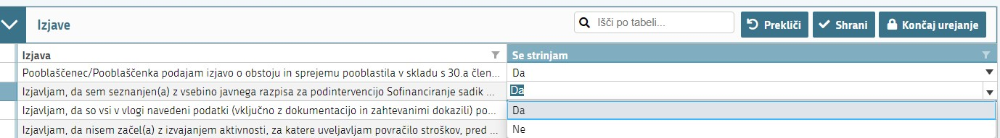 Izjave
Išči po tabeli...
Prekliči
Shrani
Končaj urejanje
Izjava
Se strinjam
Pooblaščenec/Pooblaščenka podajam izjavo o obstoju in sprejemu pooblastila v skladu s 30.a člen...
Da
Izjavljam, da sem seznanjen(a) z vsebino javnega razpisa za podintervencijo Sofinanciranje sadik ...
Da
Izjavljam, da so vsi v vlogi navedeni podatki (vključno z dokumentacijo in zahtevanimi dokazili) po...
Da
Izjavljam, da nisem začel(a) z izvajanjem aktivnosti, za katere uveljavljam povračilo stroškov, pred ...
Ne